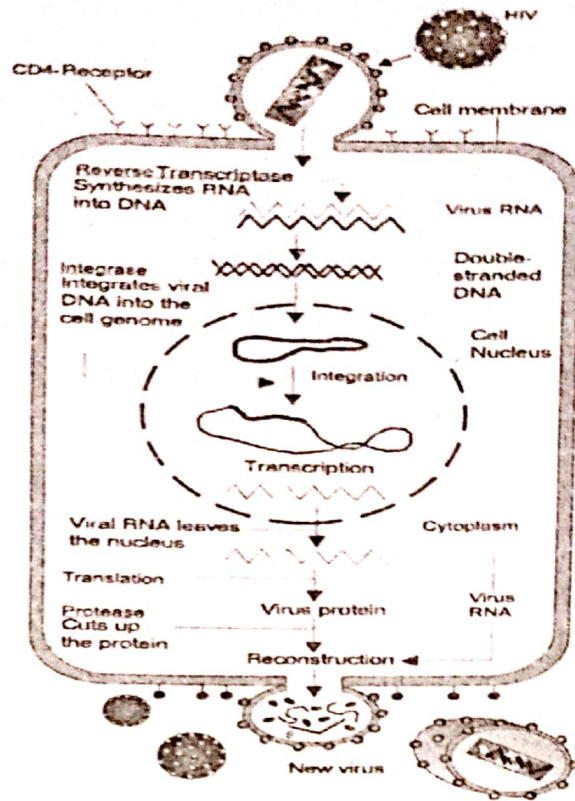 HIV
CD4-Receptor
Cell membrane
Reverse Transcriptase
Synthesizes RNA
into DNA
Virus RNA
Integrase
Integrates viral
DNA into the
cell genome
Double-
stranded
DNA
Cell
Nucleus
Integration
Transcription
Viral RNA leaves
the nucleus
Cytoplasm
Translation
Protease
Cuts up
the protein
Virus protein
Virus
RNA
Reconstruction
New virus